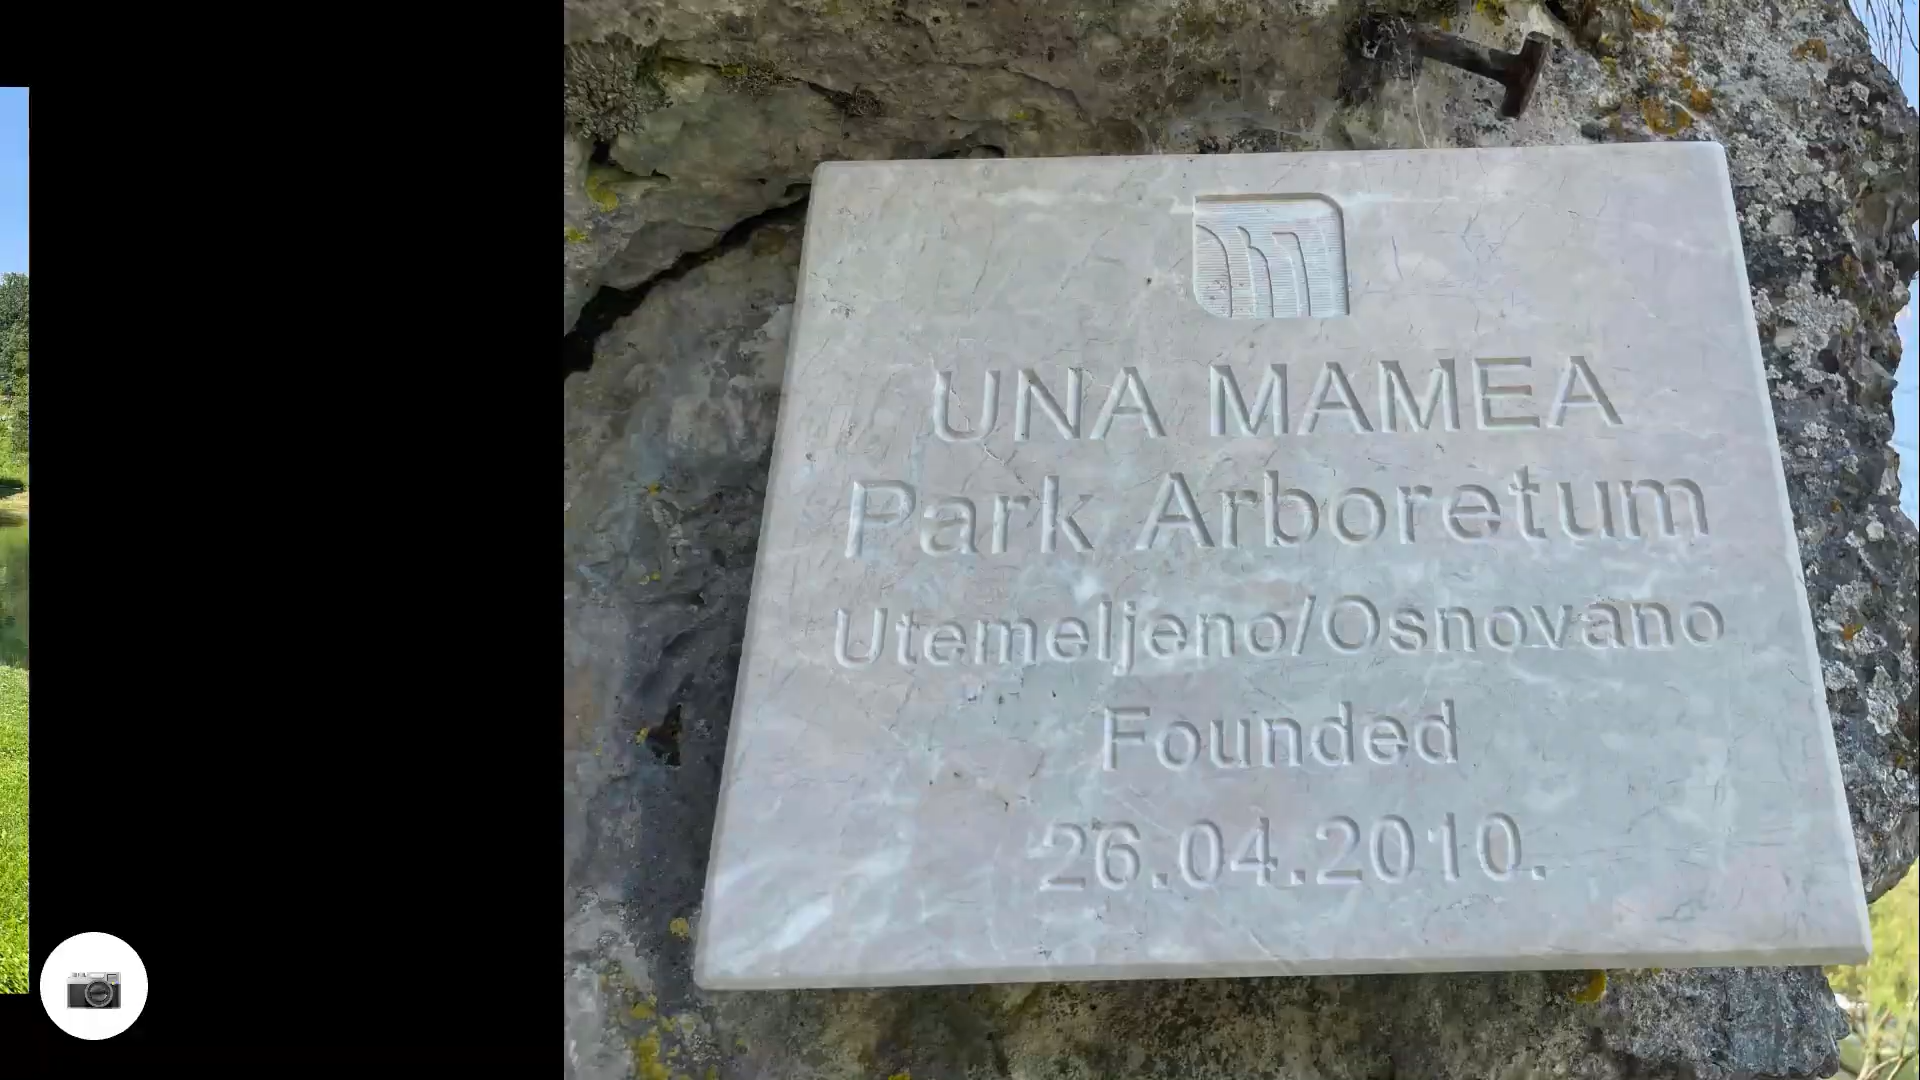 UNA MAMEA
Park Arboretum
Utemeljeno/Osnovano
Founded
26.04.2010.